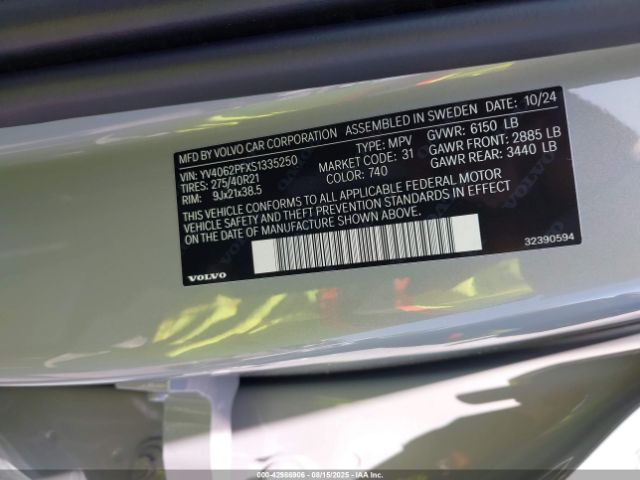 MFD BY VOLVO CAR CORPORATION ASSEMBLED IN SWEDEN DATE: 10/24
VIN: YV4062PFXS1335250 TYPE: MPV GVWR: 6150 LB
TIRES: 275/40R21 MARKET CODE: 31 GAWR FRONT: 2885 LB
RIM: 9Jx21x38.5 COLOR: 740 GAWR REAR: 3440 LB
THIS VEHICLE CONFORMS TO ALL APPLICABLE FEDERAL MOTOR
VEHICLE SAFETY AND THEFT PREVENTION STANDARDS IN EFFECT
ON THE DATE OF MANUFACTURE SHOWN ABOVE.
VOLVO
32390594
000-42986906 - 08/15/2025 - IAA Inc.